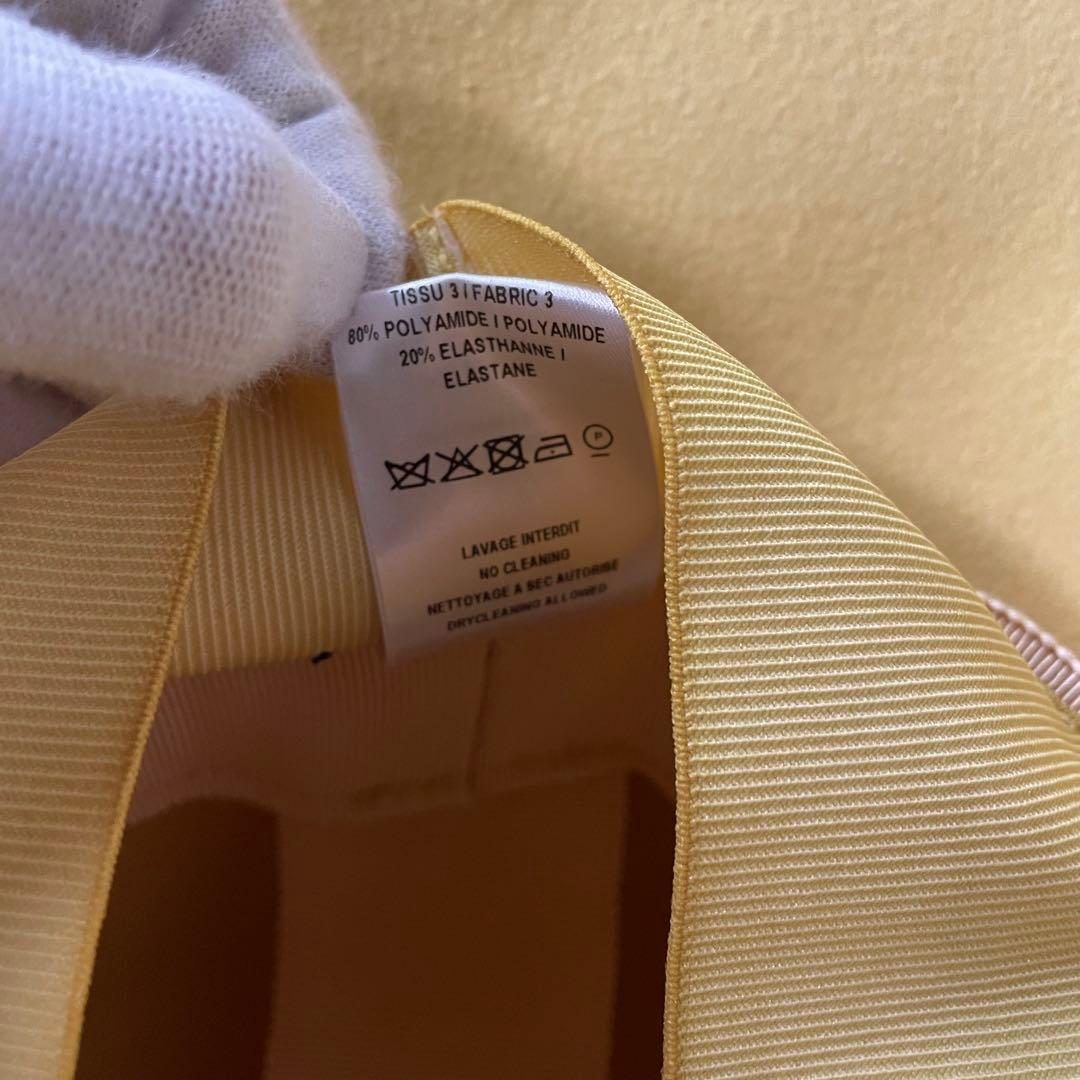 TISSU 3 / FABRIC 3
80% POLYAMIDE / POLYAMIDE
20% ELASTHANNE /
ELASTANE
P
LAVAGE INTERDIT
NO CLEANING
NETTOYAGE A SEC AUTORISE
DRYCLEANING ALLOWED